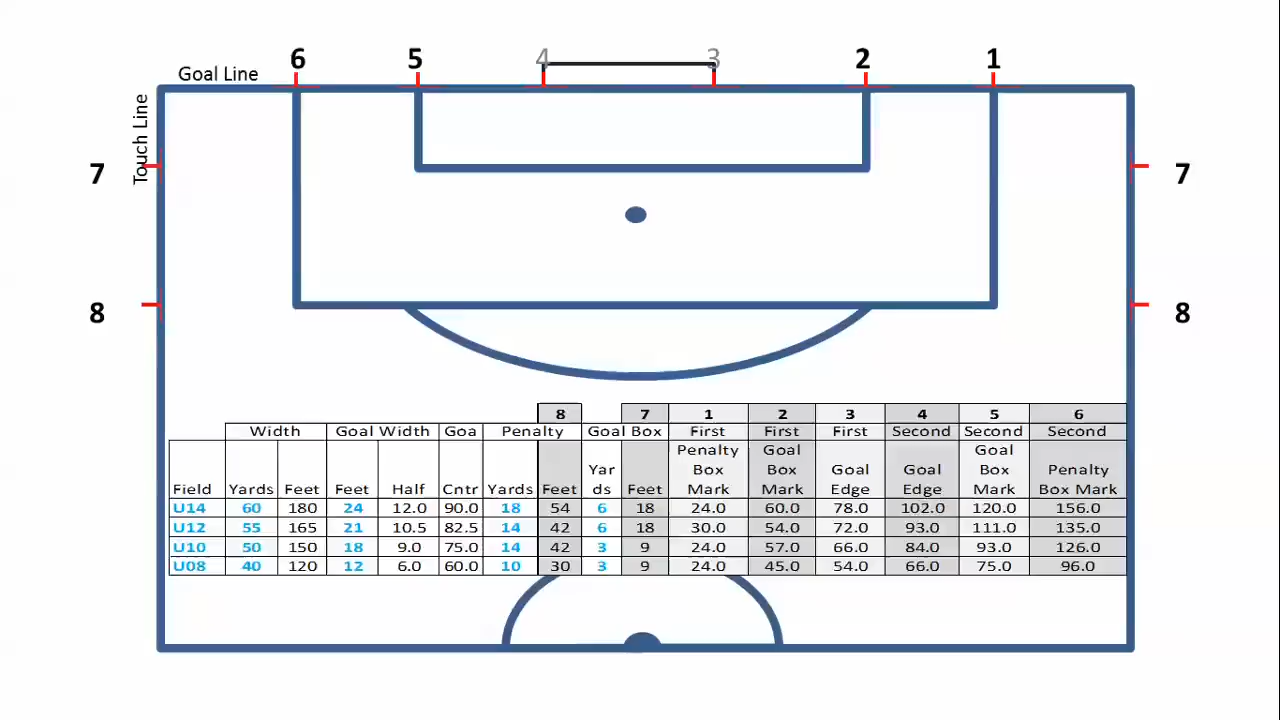 6 5 4 3 2 1
Goal Line
Touch Line
7 7
8 8
8 7 1 2 3 4 5 6
Width Goal Width Goa Penalty Goal Box First First First Second Second Second
Penalty Goal Goal
Yar Box Box Goal Goal Box Penalty
Field Yards Feet Feet Half Cntr Yards Feet ds Feet Mark Mark Edge Edge Mark Box Mark
U14 60 180 24 12.0 90.0 18 54 6 18 24.0 60.0 78.0 102.0 120.0 156.0
U12 55 165 21 10.5 82.5 14 42 6 18 30.0 54.0 72.0 93.0 111.0 135.0
U10 50 150 18 9.0 75.0 14 42 3 9 24.0 57.0 66.0 84.0 93.0 126.0
U08 40 120 12 6.0 60.0 10 30 3 9 24.0 45.0 54.0 66.0 75.0 96.0